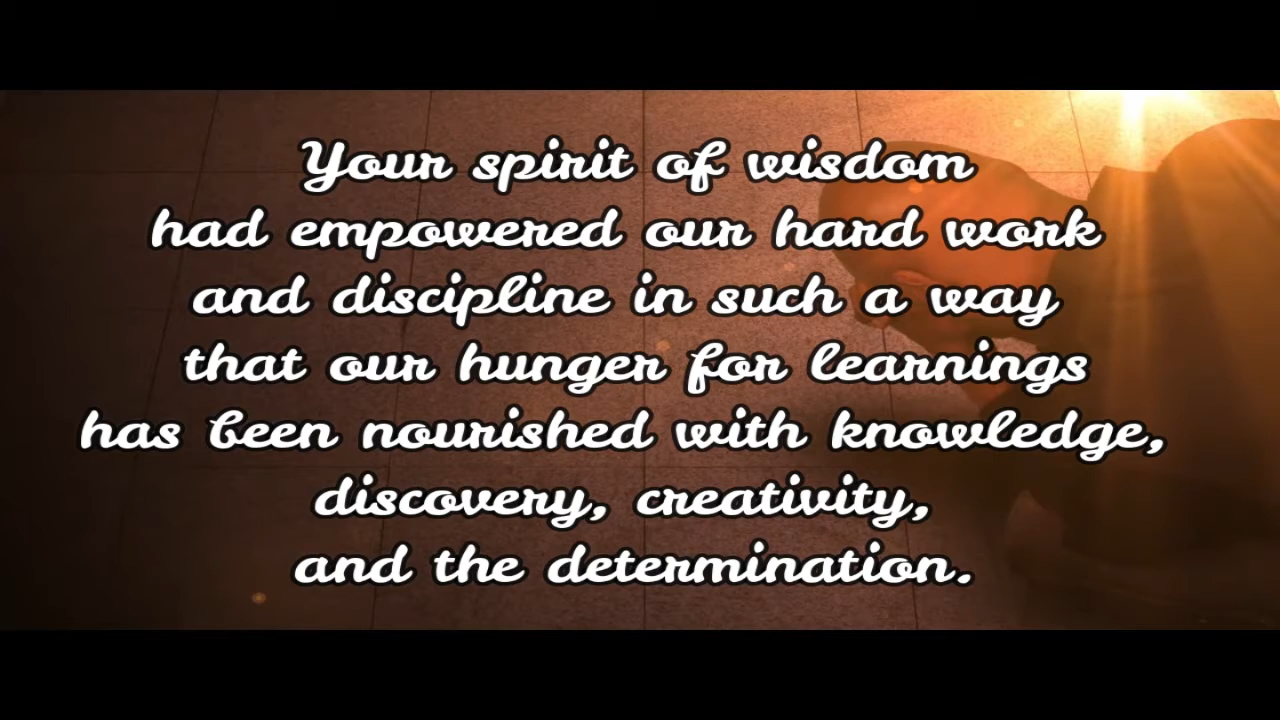 Your spirit of wisdom
had empowered our hard work
and discipline in such a way
that our hunger for learnings
has been nourished with knowledge,
discovery, creativity,
and the determination.